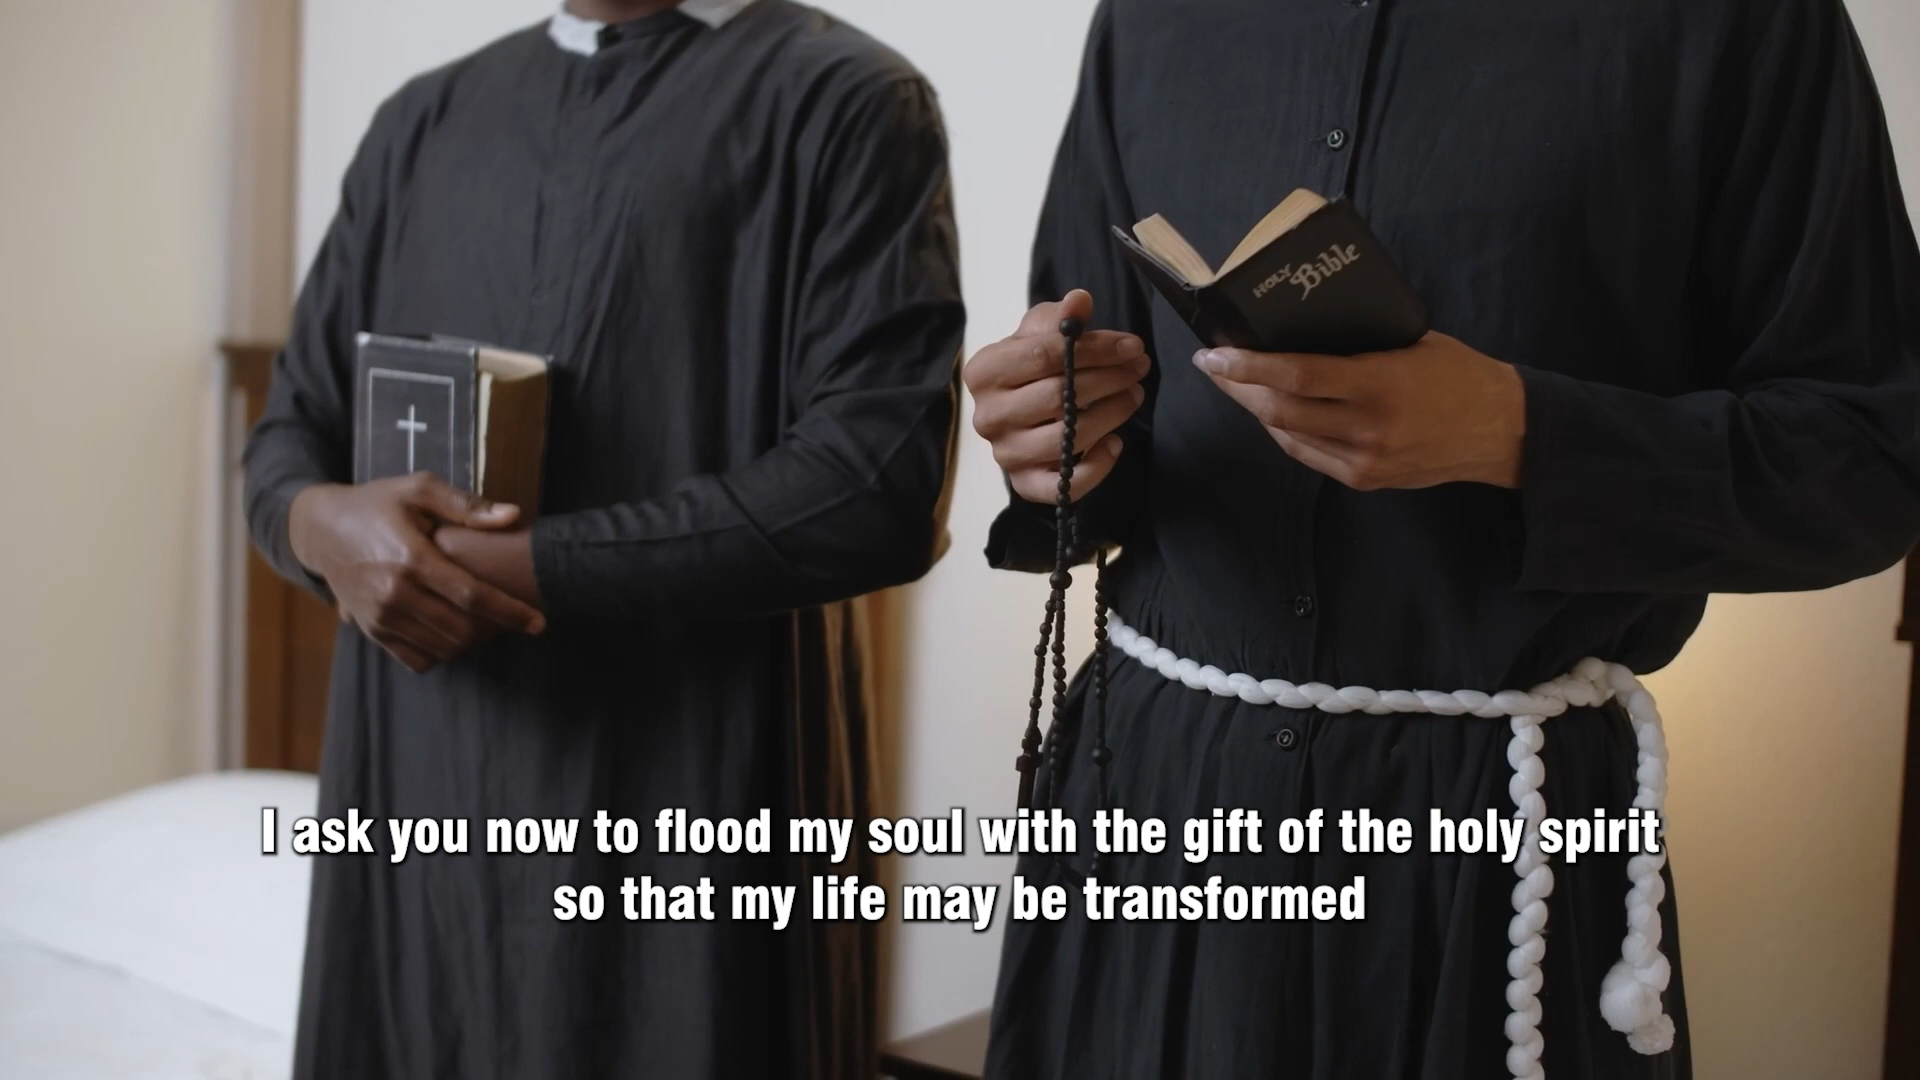 HOLY Bible
I ask you now to flood my soul with the gift of the holy spirit
so that my life may be transformed